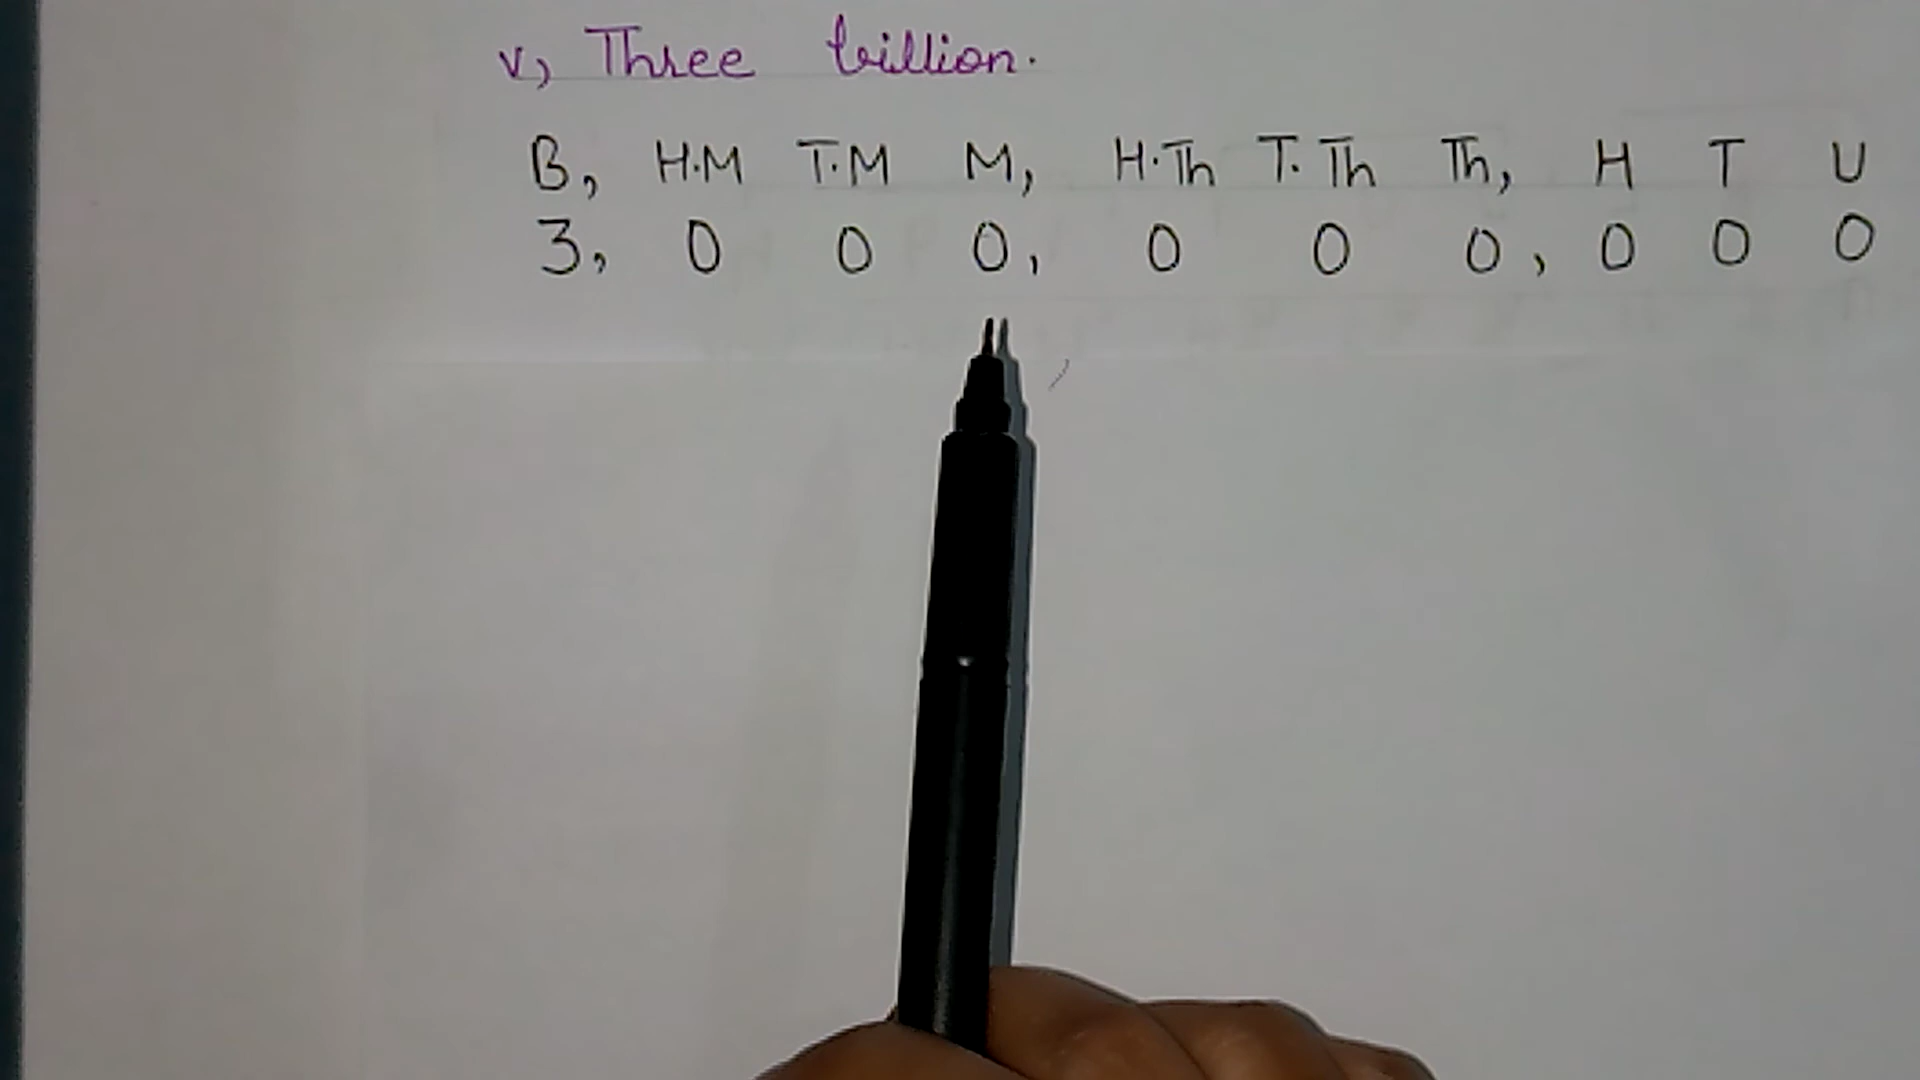 v, Three billion.
B, H.M T.M M, H.Th T.Th Th, H T U
3, 0 0 0, 0 0 0, 0 0 0